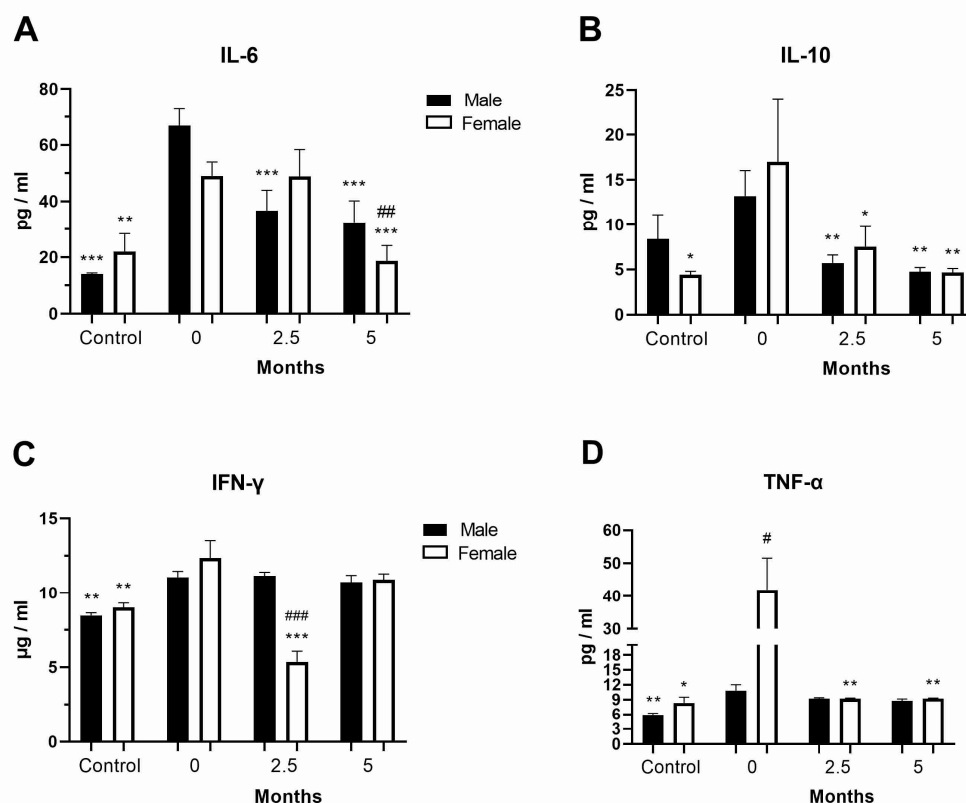 A
IL-6
80
60
40
20
0
pg / ml
***
**
***
***
##
***
Control
0
2.5
5
Months
Male
Female
B
IL-10
25
20
15
10
5
0
pg / ml
*
**
*
**
**
Control
0
2.5
5
Months
C
IFN-γ
15
10
5
0
µg / ml
**
**
###
***
Control
0
2.5
5
Months
Male
Female
D
TNF-α
60
50
40
30
18
15
12
9
6
3
0
pg / ml
**
*
#
**
**
Control
0
2.5
5
Months